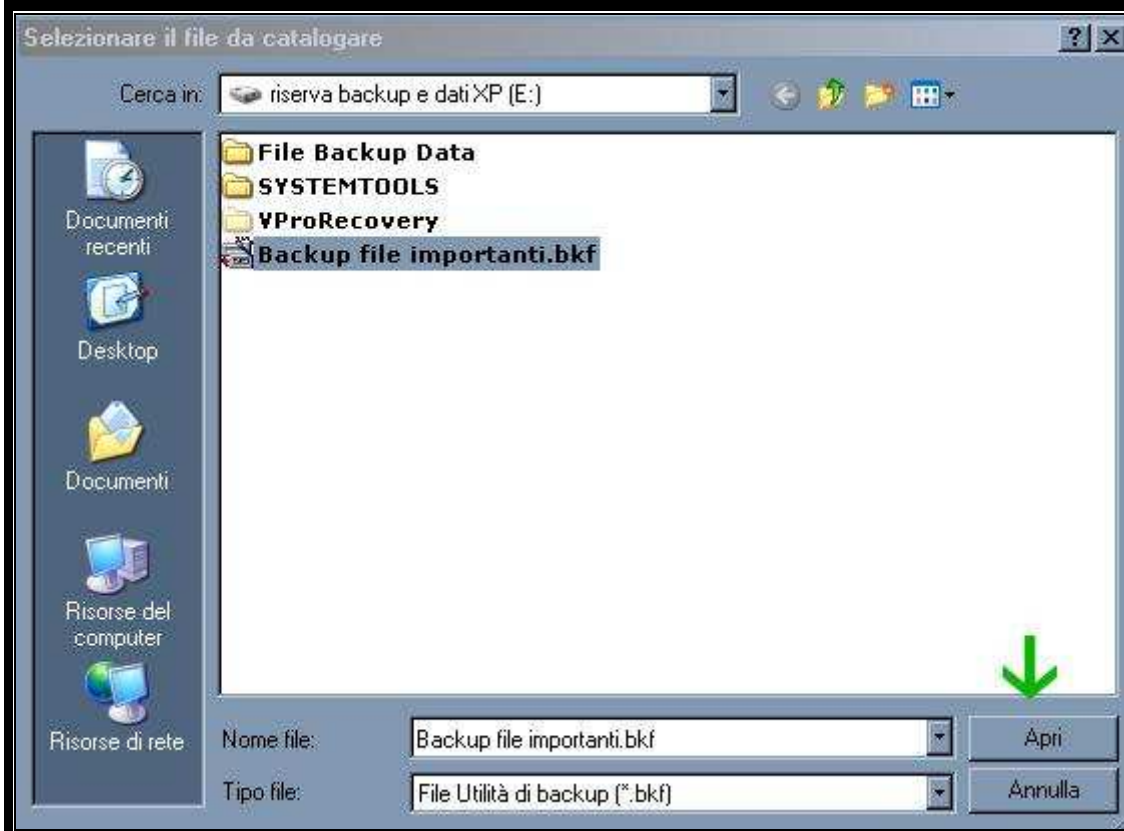 Selezionare il file da catalogare
Cerca in:
riserva backup e dati XP (E:)
File Backup Data
SYSTEMTOOLS
VProRecovery
Backup file importanti.bkf
Documenti
recenti
Desktop
Documenti
Risorse del
computer
Risorse di rete
Nome file:
Backup file importanti.bkf
Apri
Tipo file:
File Utilità di backup (*.bkf)
Annulla